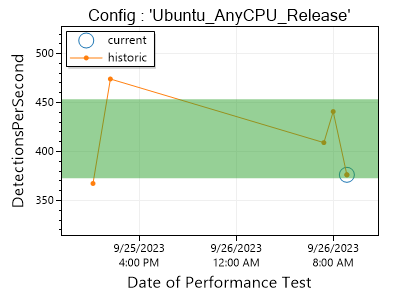 Config : 'Ubuntu_AnyCPU_Release'
current
historic
DetectionsPerSecond
500
450
400
350
9/25/2023
4:00 PM
9/26/2023
12:00 AM
9/26/2023
8:00 AM
Date of Performance Test